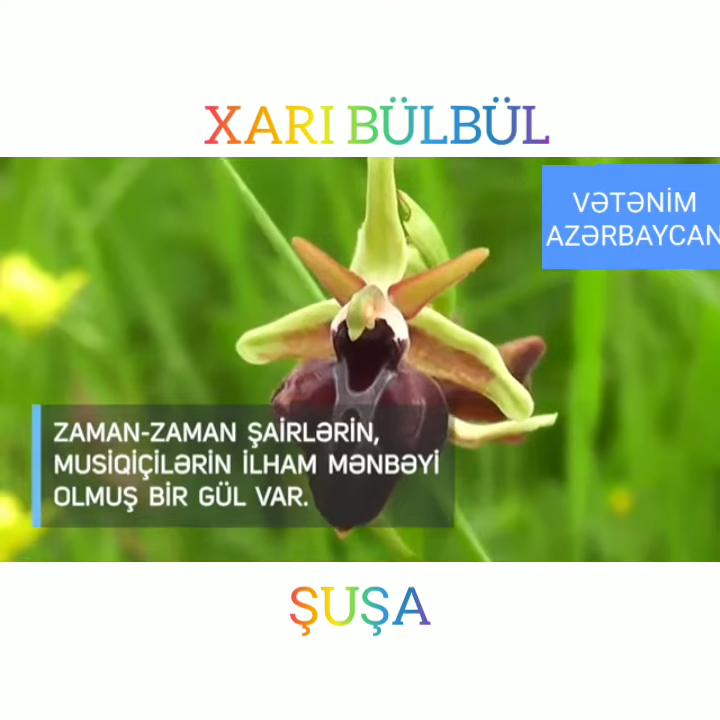 XARI BÜLBÜL
VƏTƏNİM
AZƏRBAYCAN
ZAMAN-ZAMAN ŞAİRLƏRİN,
MUSİQİÇİLƏRİN İLHAM MƏNBƏYİ
OLMUŞ BİR GÜL VAR.
ŞUŞA